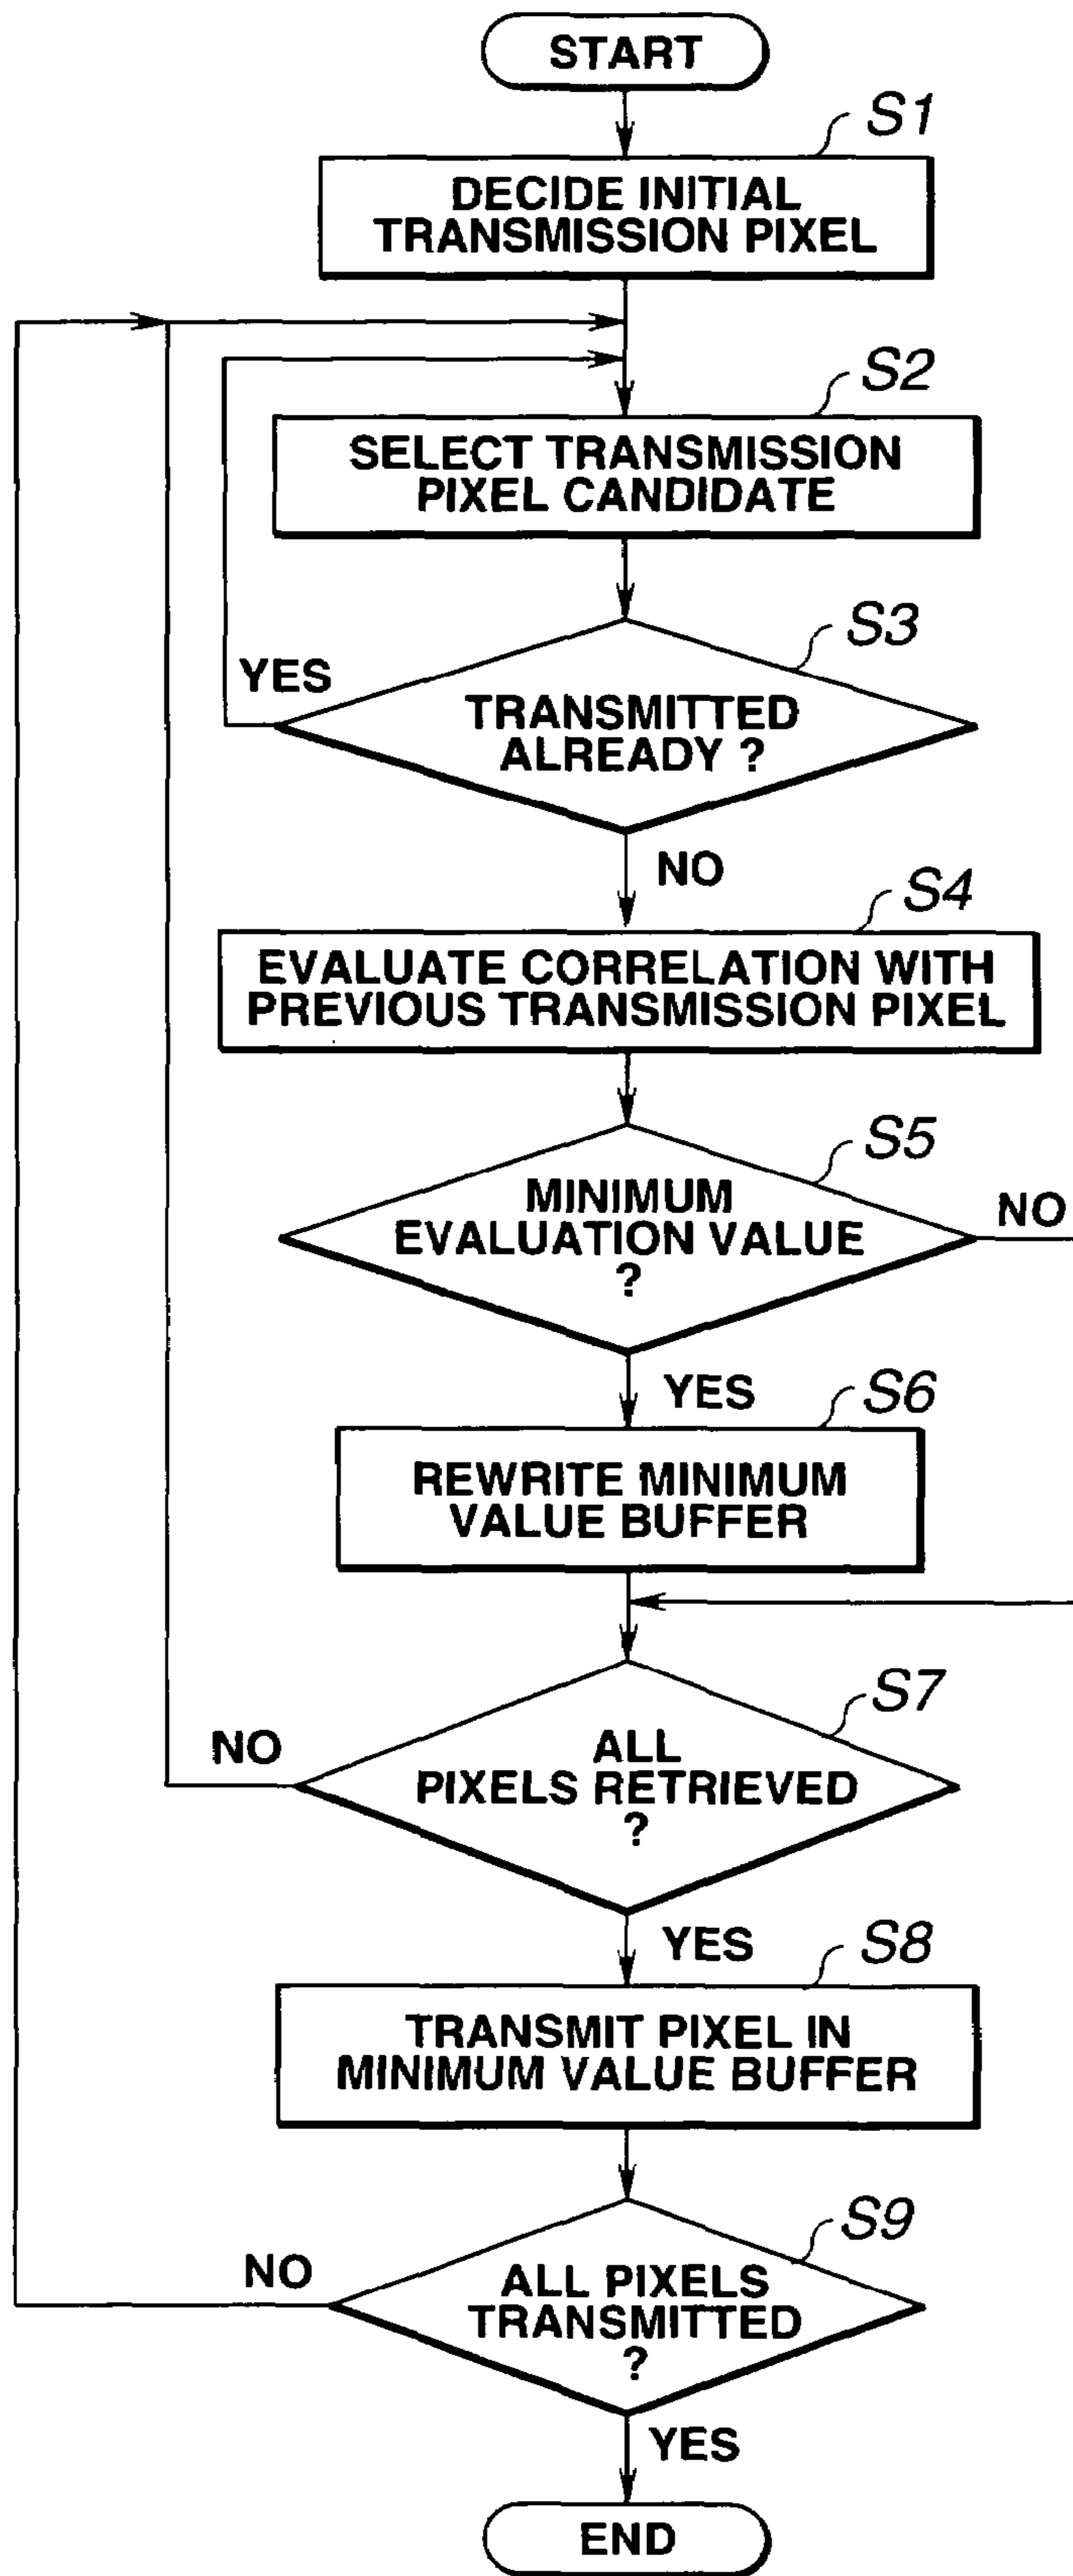 START
S1
DECIDE INITIAL
TRANSMISSION PIXEL
S2
SELECT TRANSMISSION
PIXEL CANDIDATE
S3
YES
TRANSMITTED
ALREADY ?
NO
S4
EVALUATE CORRELATION WITH
PREVIOUS TRANSMISSION PIXEL
S5
MINIMUM
EVALUATION VALUE
?
NO
YES
S6
REWRITE MINIMUM
VALUE BUFFER
S7
NO
ALL
PIXELS RETRIEVED
?
YES
S8
TRANSMIT PIXEL IN
MINIMUM VALUE BUFFER
S9
NO
ALL PIXELS
TRANSMITTED
?
YES
END